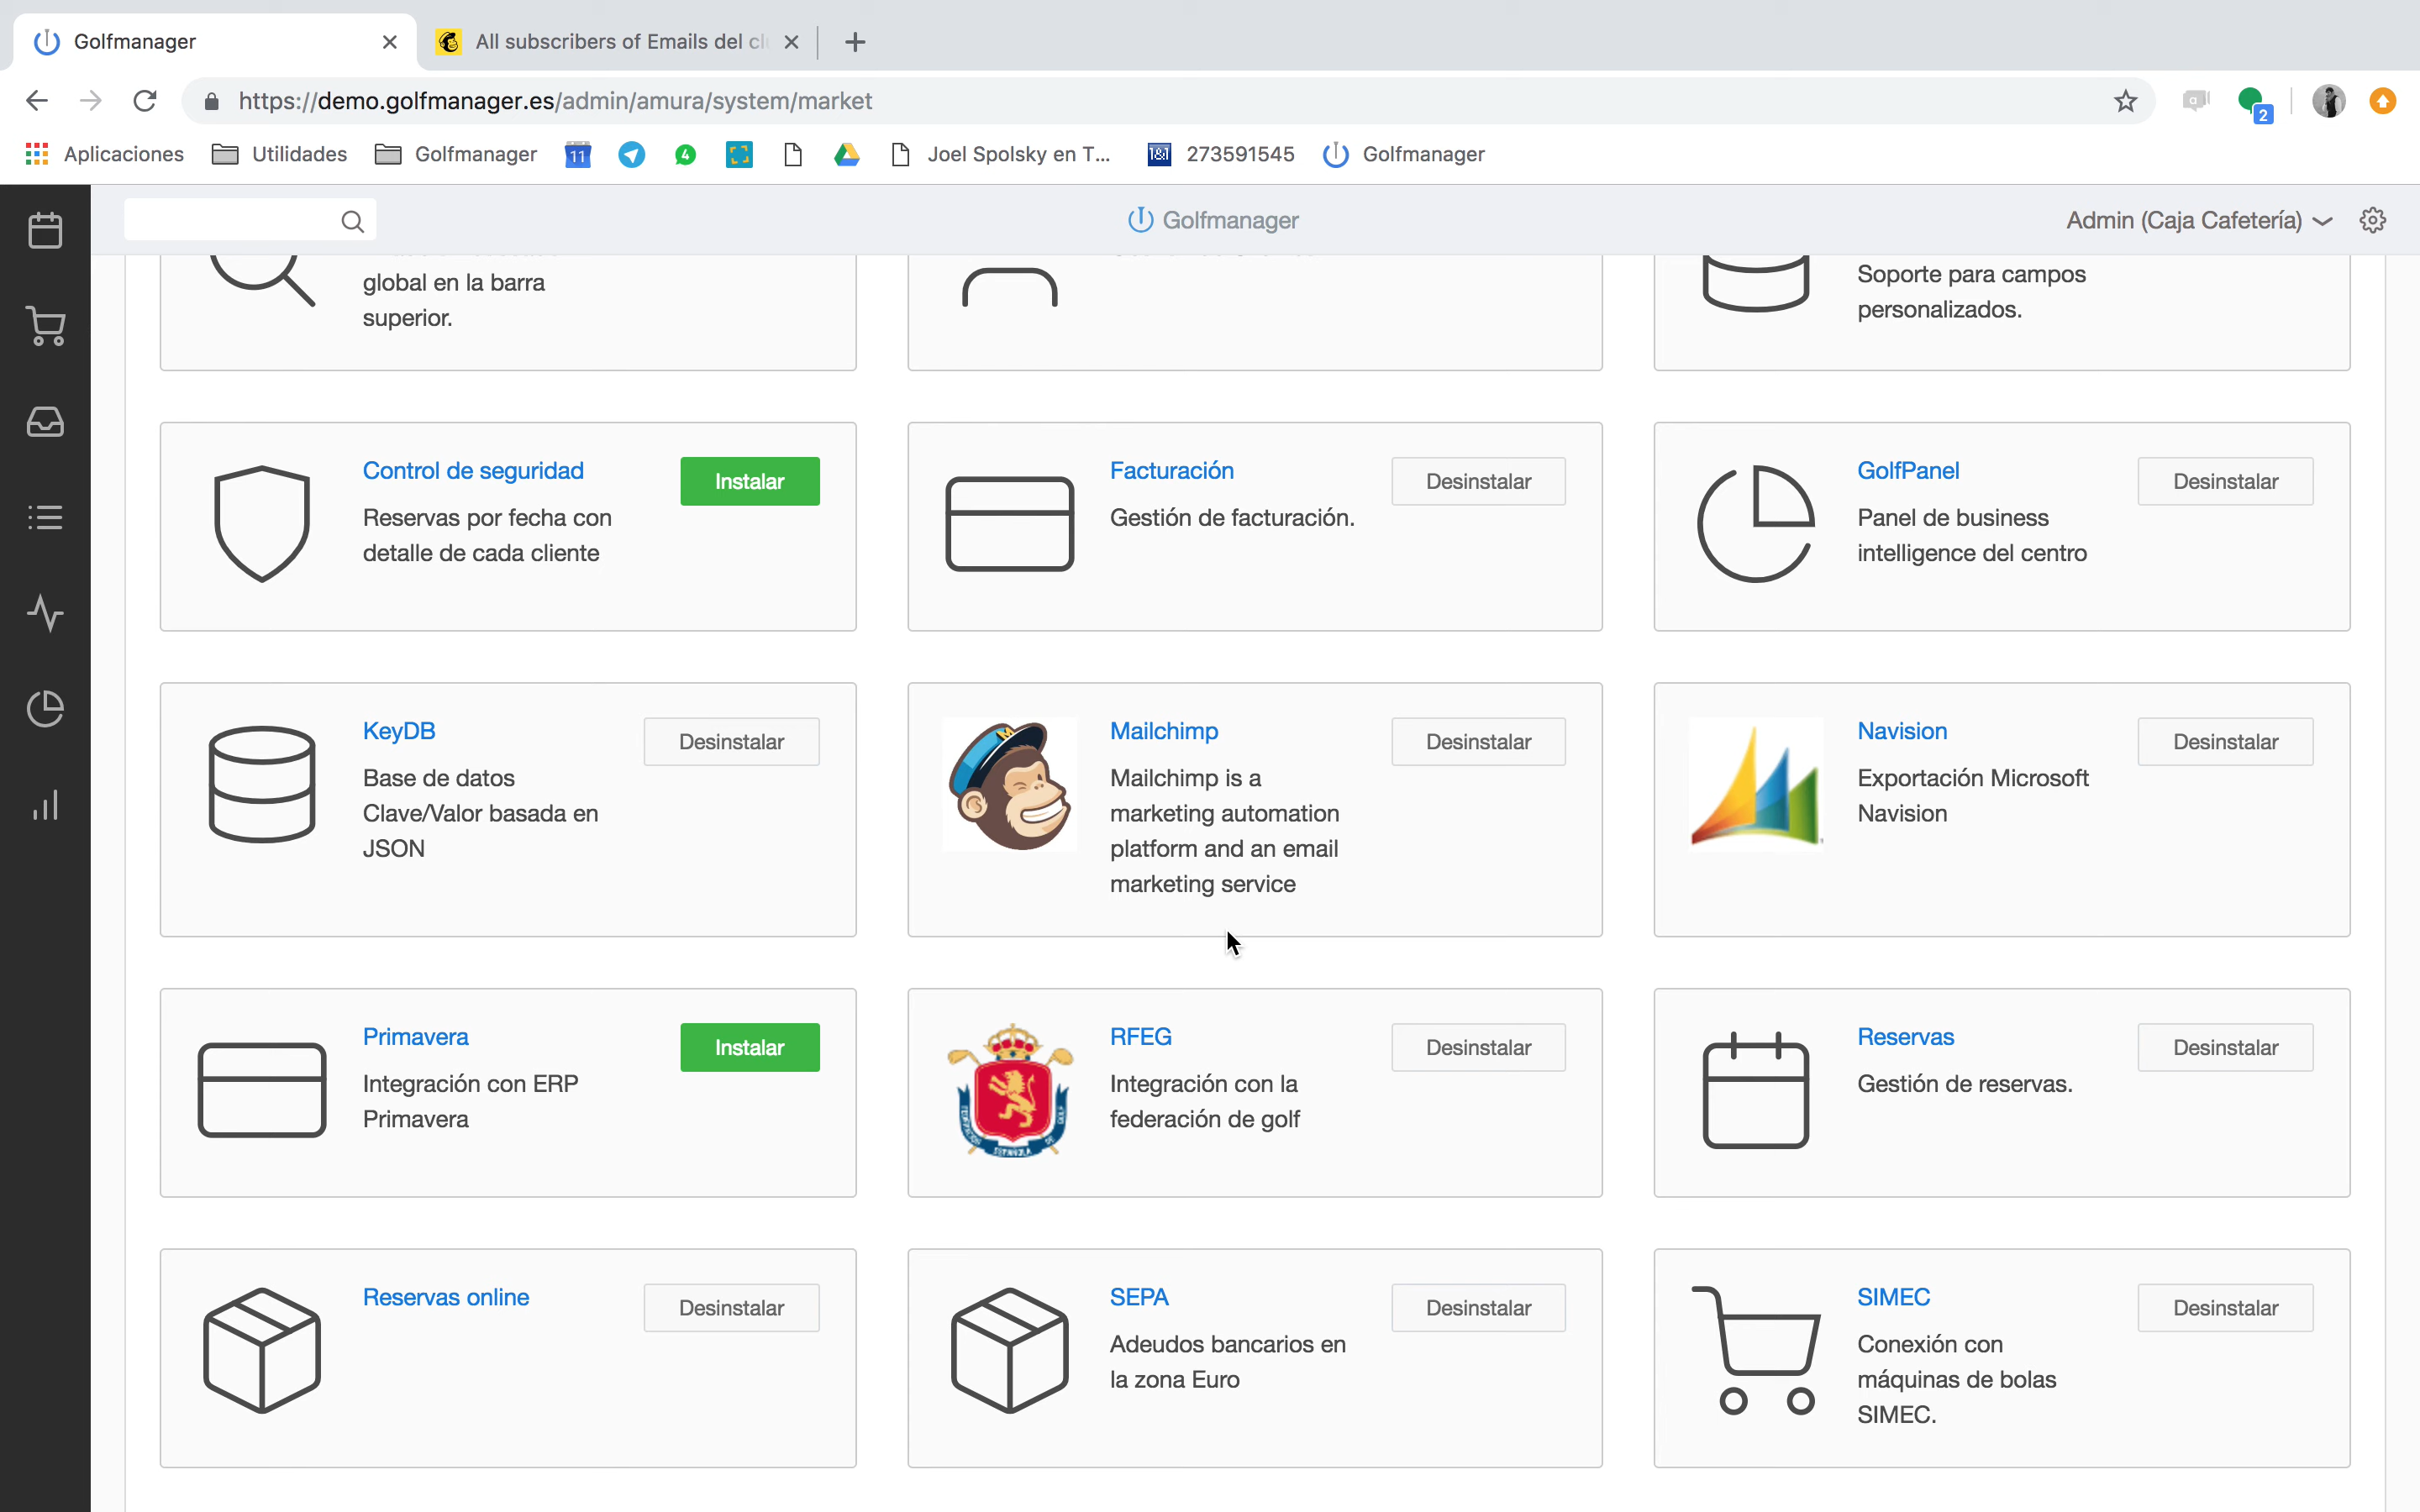 Golfmanager
All subscribers of Emails del cl
https://demo.golfmanager.es/admin/amura/system/market
2
Aplicaciones
Utilidades
Golfmanager
11
4
Joel Spolsky en T...
1&1
273591545
Golfmanager
Golfmanager
Admin (Caja Cafetería)
global en la barra
superior.
Soporte para campos
personalizados.
Control de seguridad
Instalar
Reservas por fecha con
detalle de cada cliente
Facturación
Desinstalar
Gestión de facturación.
GolfPanel
Desinstalar
Panel de business
intelligence del centro
KeyDB
Desinstalar
Base de datos
Clave/Valor basada en
JSON
Mailchimp
Desinstalar
Mailchimp is a
marketing automation
platform and an email
marketing service
Navision
Desinstalar
Exportación Microsoft
Navision
Primavera
Instalar
Integración con ERP
Primavera
RFEG
Desinstalar
Integración con la
federación de golf
Reservas
Desinstalar
Gestión de reservas.
Reservas online
Desinstalar
SEPA
Desinstalar
Adeudos bancarios en
la zona Euro
SIMEC
Desinstalar
Conexión con
máquinas de bolas
SIMEC.